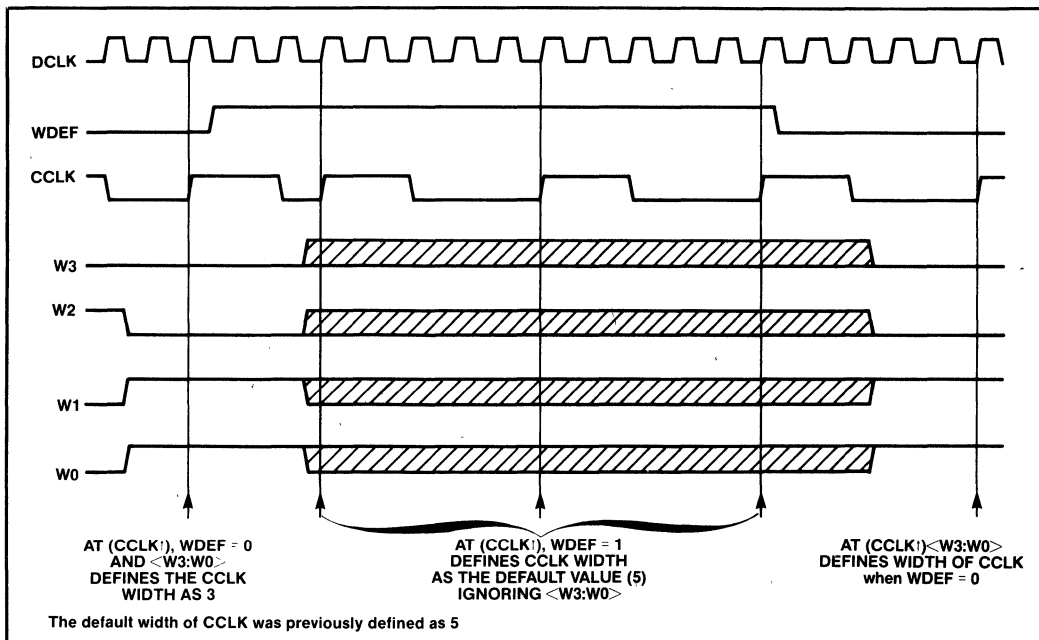 DCLK
WDEF
CCLK
W3
W2
W1
W0
AT (CCLK↑), WDEF = 0
AND <W3:W0>
DEFINES THE CCLK
WIDTH AS 3
AT (CCLK↑), WDEF = 1
DEFINES CCLK WIDTH
AS THE DEFAULT VALUE (5)
IGNORING <W3:W0>
AT (CCLK↑)<W3:W0>
DEFINES WIDTH OF CCLK
when WDEF = 0
The default width of CCLK was previously defined as 5